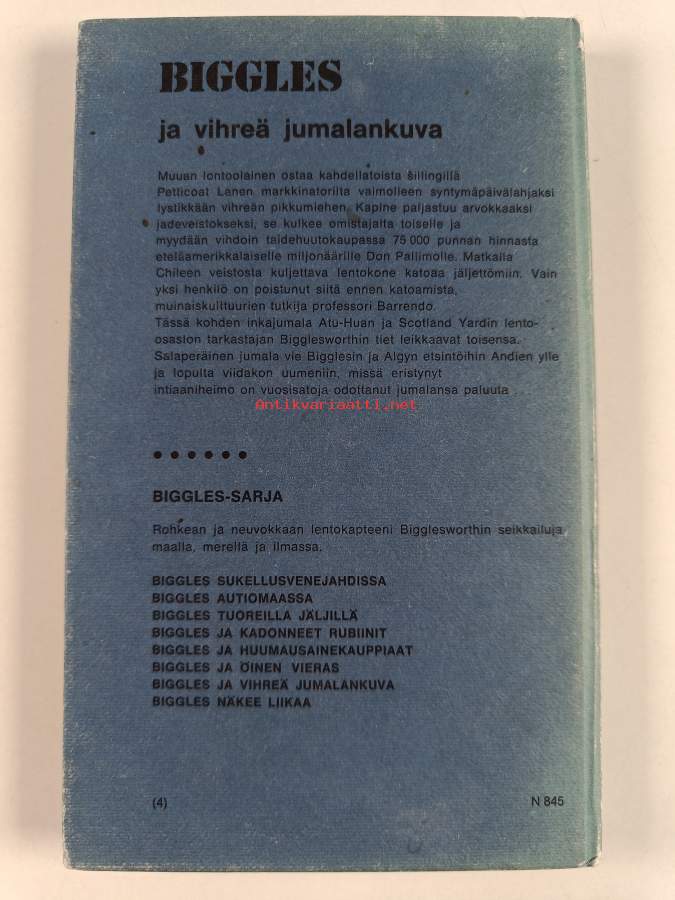 BIGGLES
ja vihreä jumalankuva
Muuan lontoolainen ostaa kahdellatoista šillingillä
Petticoat Lanen markkinatorilta vaimolleen syntymäpäivälahjaksi
lystikkään vihreän pikkumiehen. Kapine paljastuu arvokkaaksi
jadeveistokseksi, se kulkee omistajalta toiselle ja
myydään vihdoin taidehuutokaupassa 75 000 punnan hinnasta
eteläamerikkalaiselle miljonäärille Don Pallimolle. Matkalla
Chileen veistosta kuljettava lentokone katoaa jäljettömiin. Vain
yksi henkilö on poistunut siitä ennen katoamista,
muinaiskulttuurien tutkija professori Barrendo.
Tässä kohden inkajumala Atu-Huan ja Scotland Yardin lento-
osaston tarkastajan Bigglesworthin tiet leikkaavat toisensa.
Salaperäinen jumala vie Bigglesin ja Algyn etsintöihin Andien ylle
ja lopulta viidakon uumeniin, missä eristynyt
intiaaniheimo on vuosisatoja odottanut jumalansa paluuta ...
Antikvariaatti.net
BIGGLES-SARJA
Rohkean ja neuvokkaan lentokapteeni Bigglesworthin seikkailuja
maalla, merellä ja ilmassa.
BIGGLES SUKELLUSVENEJAHDISSA
BIGGLES AUTIOMAASSA
BIGGLES TUOREILLA JÄLJILLÄ
BIGGLES JA KADONNEET RUBIINIT
BIGGLES JA HUUMAUSAINEKAUPPIAAT
BIGGLES JA ÖINEN VIERAS
BIGGLES JA VIHREÄ JUMALANKUVA
BIGGLES NÄKEE LIIKAA
(4) N 845